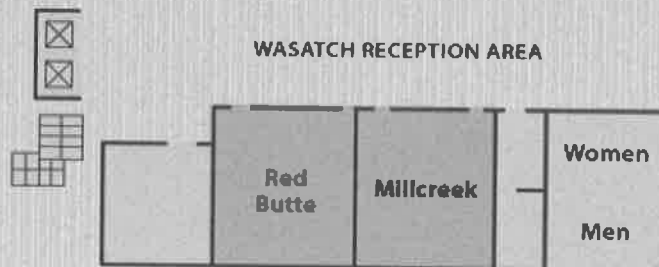 WASATCH RECEPTION AREA
Women
Red
Butte
Millcreek
Men